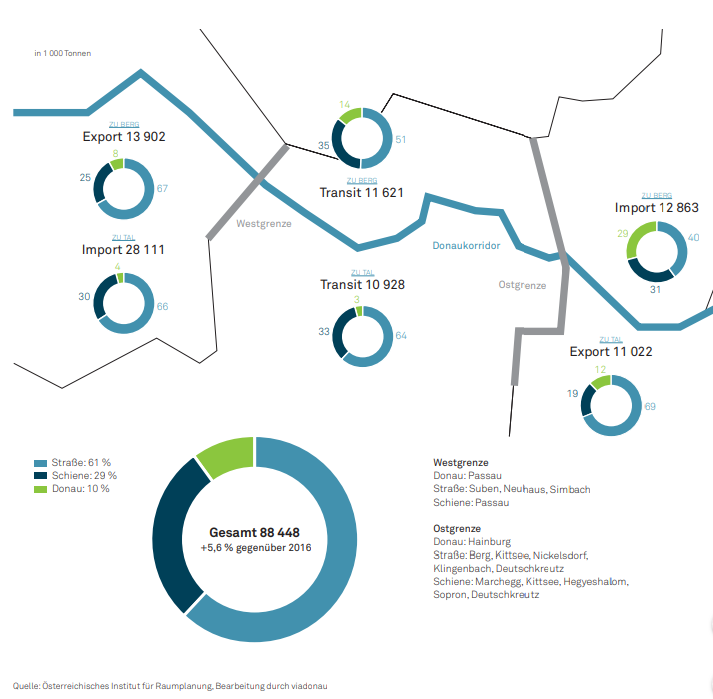 in 1 000 Tonnen
ZU BERG
Export 13 902
8
25
67
ZU TAL
Import 28 111
4
30
66
14
35
51
ZU BERG
Transit 11 621
Westgrenze
Donaukorridor
ZU TAL
Transit 10 928
3
33
64
Ostgrenze
ZU BERG
Import 12 863
29
40
31
ZU TAL
Export 11 022
12
19
69
Straße: 61 %
Schiene: 29 %
Donau: 10 %
Gesamt 88 448
+5,6 % gegenüber 2016
Westgrenze
Donau: Passau
Straße: Suben, Neuhaus, Simbach
Schiene: Passau
Ostgrenze
Donau: Hainburg
Straße: Berg, Kittsee, Nickelsdorf,
Klingenbach, Deutschkreutz
Schiene: Marchegg, Kittsee, Hegyeshalom,
Sopron, Deutschkreutz
Quelle: Österreichisches Institut für Raumplanung, Bearbeitung durch viadonau